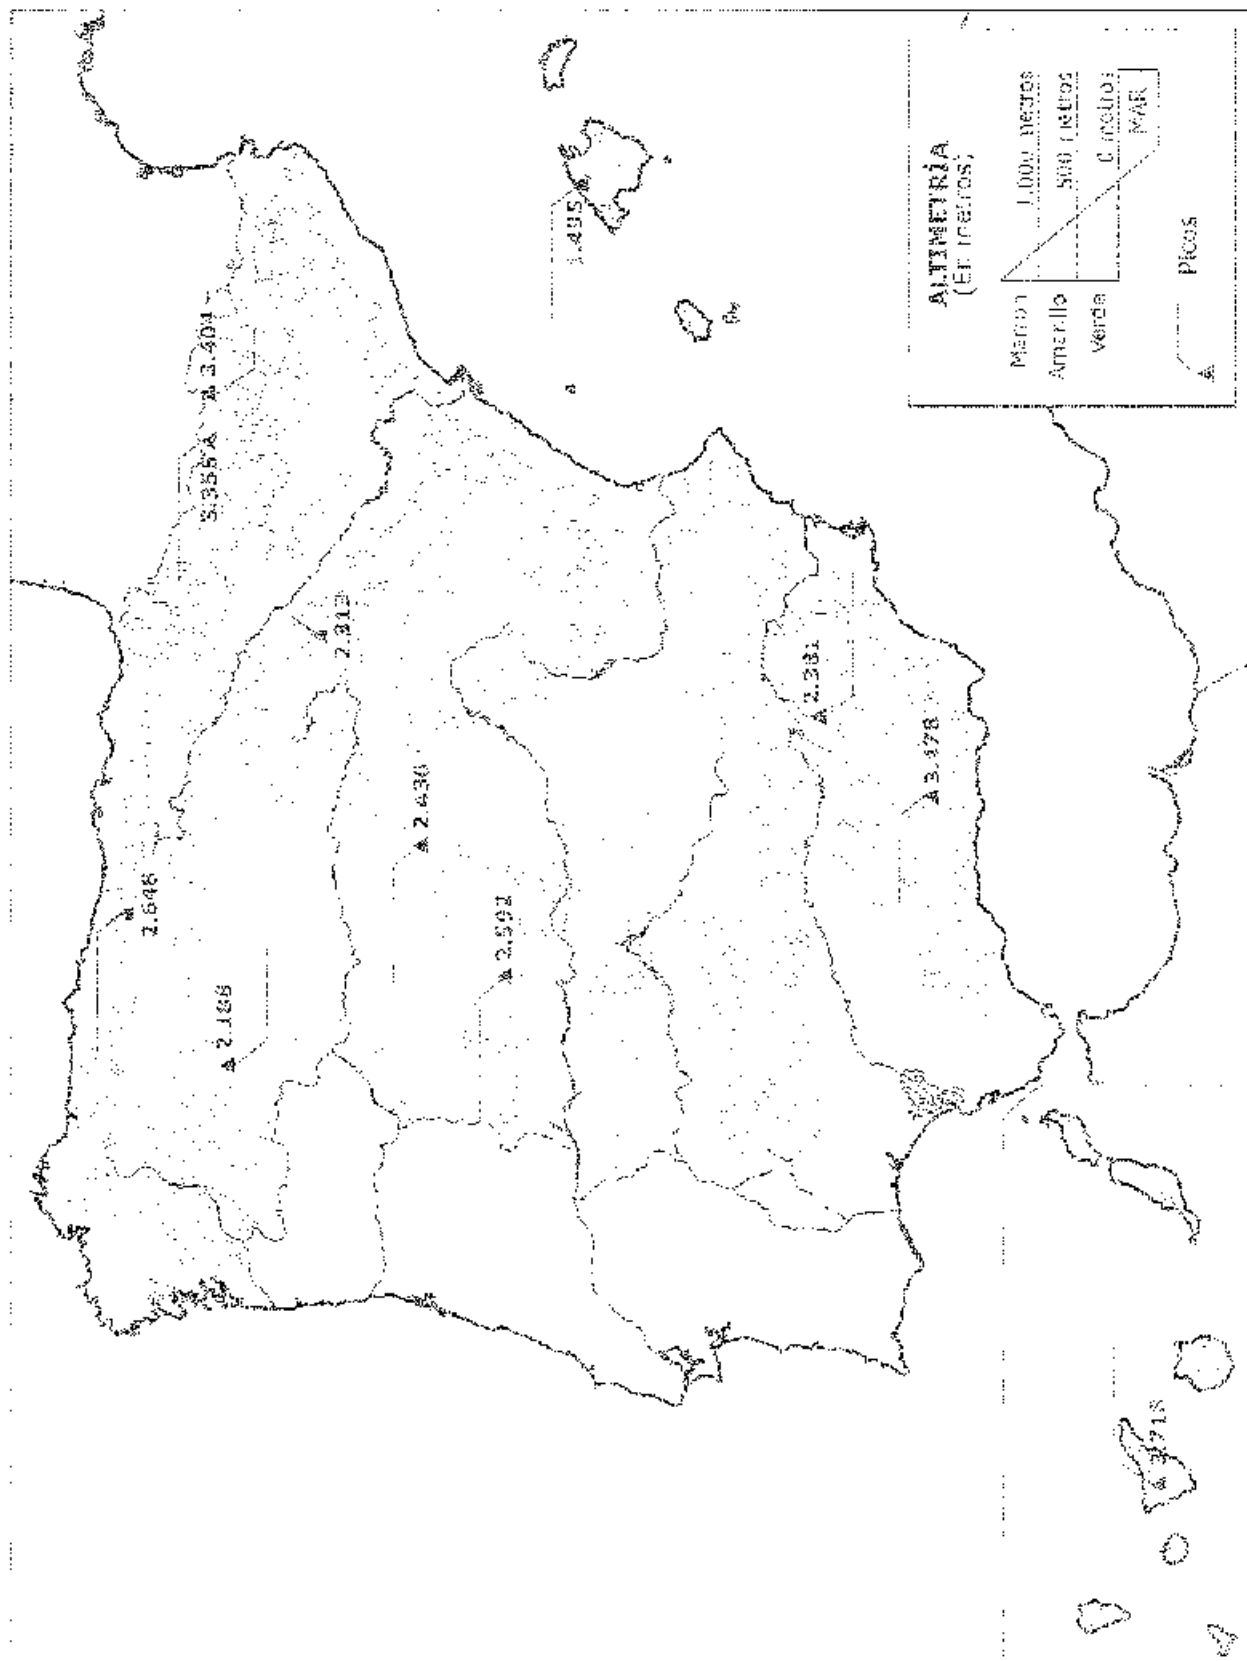 2.648
2.188
3.355
3.404
2.313
2.430
2.592
2.381
3.478
1.445
3.718
ALTIMETRÍA
(En metros)
Marrón
1.000 metros
Amarillo
500 metros
Verde
0 metros
MAR
Picos